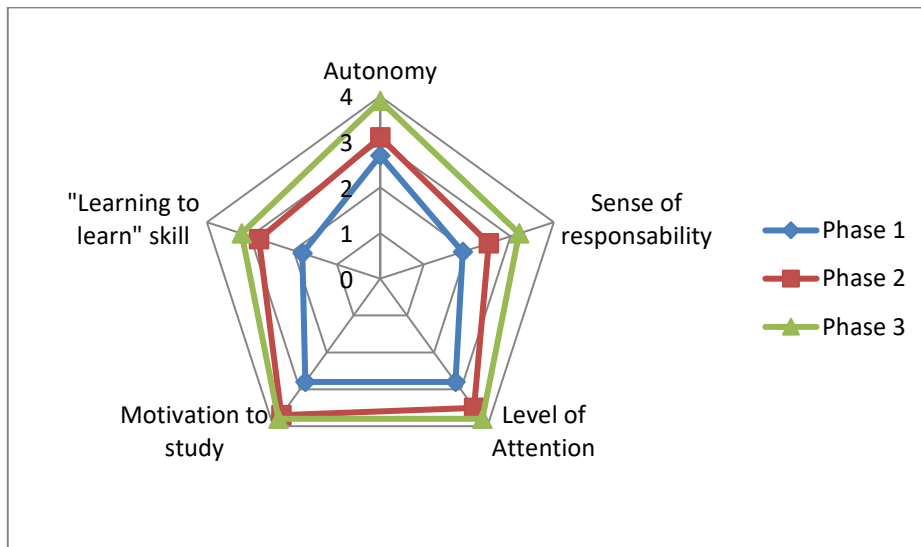 Autonomy
4
3
2
1
0
"Learning to
learn" skill
Sense of
responsability
Motivation to
study
Level of
Attention
Phase 1
Phase 2
Phase 3